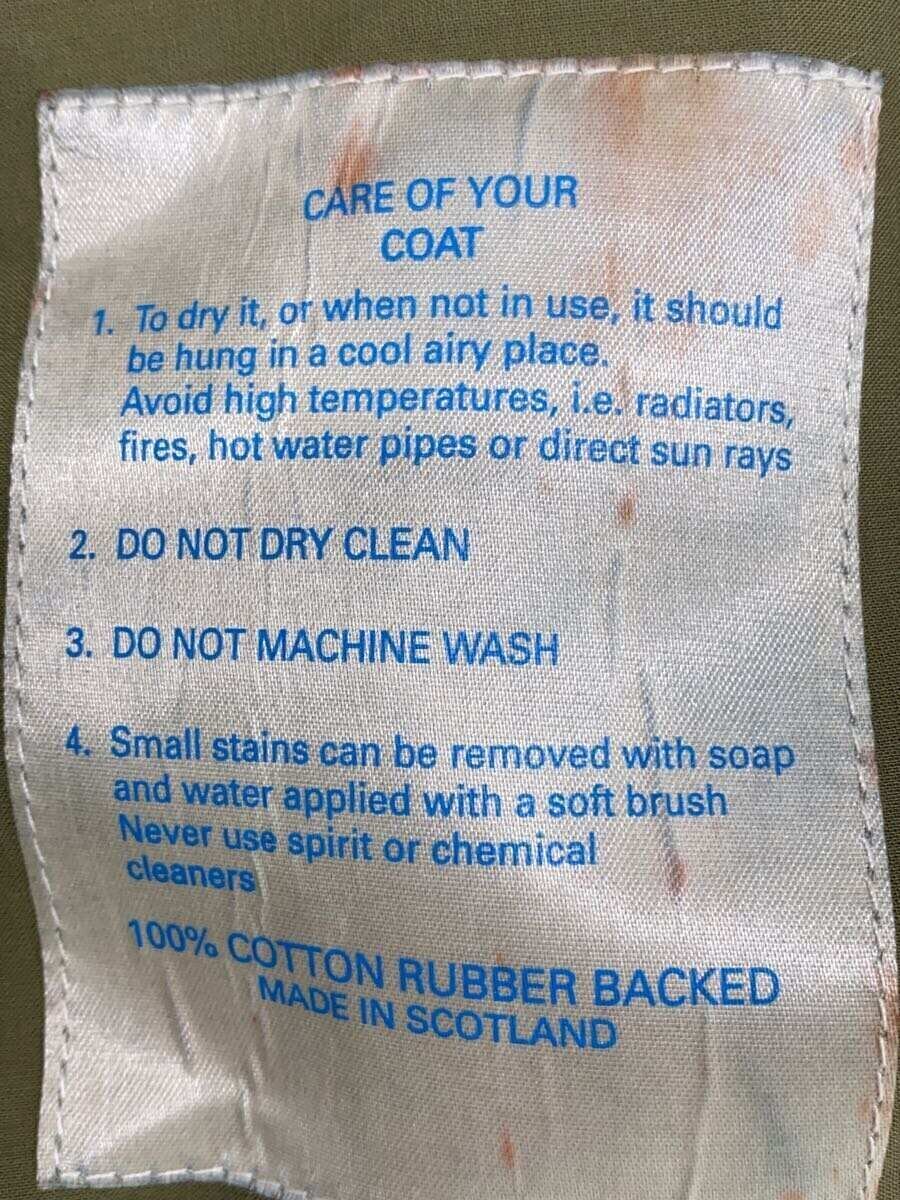 CARE OF YOUR
COAT
1. To dry it, or when not in use, it should
be hung in a cool airy place.
Avoid high temperatures, i.e. radiators,
fires, hot water pipes or direct sun rays
2. DO NOT DRY CLEAN
3. DO NOT MACHINE WASH
4. Small stains can be removed with soap
and water applied with a soft brush
Never use spirit or chemical
cleaners
100% COTTON RUBBER BACKED
MADE IN SCOTLAND